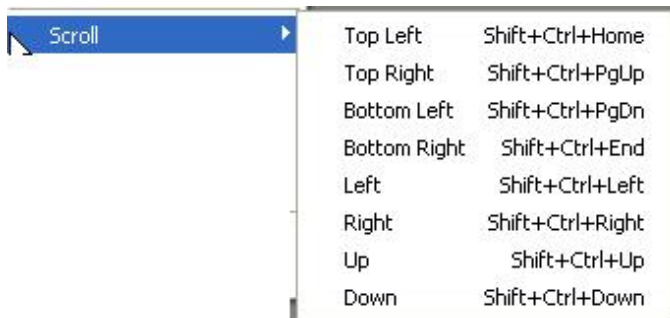 Scroll
Top Left Shift+Ctrl+Home
Top Right Shift+Ctrl+PgUp
Bottom Left Shift+Ctrl+PgDn
Bottom Right Shift+Ctrl+End
Left Shift+Ctrl+Left
Right Shift+Ctrl+Right
Up Shift+Ctrl+Up
Down Shift+Ctrl+Down